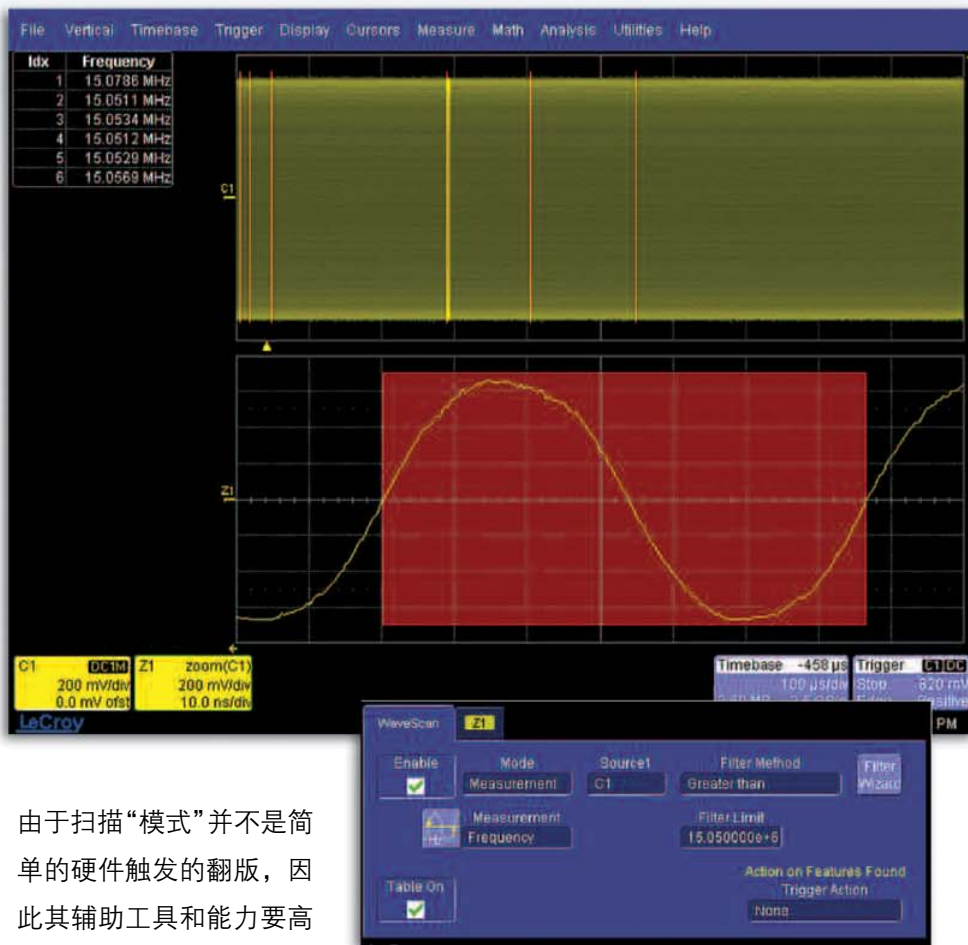 File Vertical Timebase Trigger Display Cursors Measure Math Analysis Utilities Help
Idx Frequency
1 15.0786 MHz
2 15.0511 MHz
3 15.0534 MHz
4 15.0512 MHz
5 15.0529 MHz
6 15.0569 MHz
C1
Z1
C1 DC1M Z1 zoom(C1) Timebase -458 µs Trigger C1 DC
200 mV/div 200 mV/div 100 µs/div Stop 820 mV
0.0 mV ofst 10.0 ns/div Edge Positive
LeCroy PM
WaveScan Z1
Enable Mode Source1 Filter Method Filter Wizard
Measurement C1 Greater than
Measurement Filter Limit
Hz Frequency 15.050000e+6
Action on Features Found
Table On Trigger Action
None
由于扫描“模式”并不是简
单的硬件触发的翻版，因
此其辅助工具和能力要高